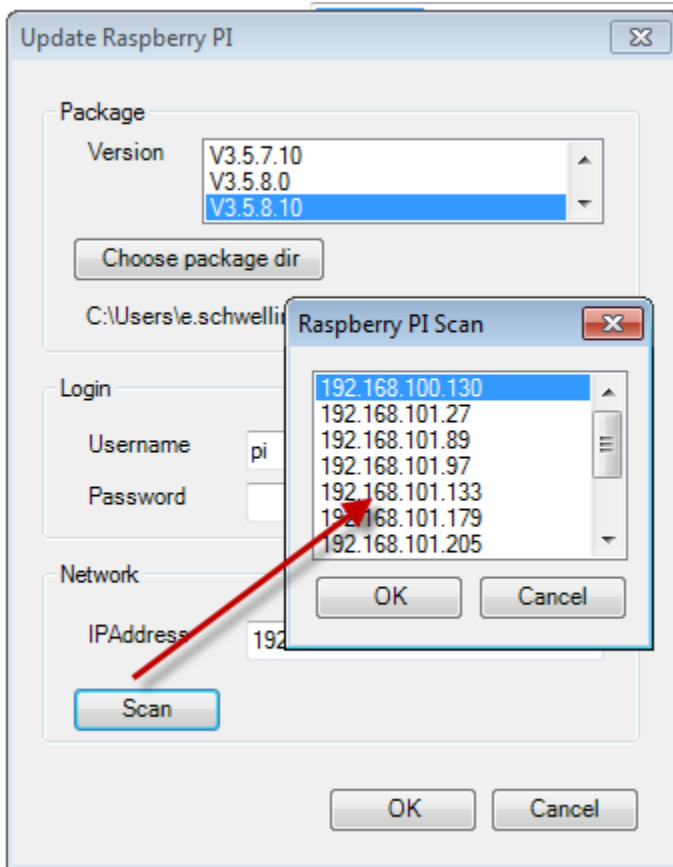 Update Raspberry PI
Package
Version
V3.5.7.10
V3.5.8.0
V3.5.8.10
Choose package dir
C:\Users\e.schwellin
Raspberry PI Scan
192.168.100.130
192.168.101.27
192.168.101.89
192.168.101.97
192.168.101.133
192.168.101.179
192.168.101.205
OK Cancel
Login
Username pi
Password
Network
IPAddress 192
Scan
OK Cancel